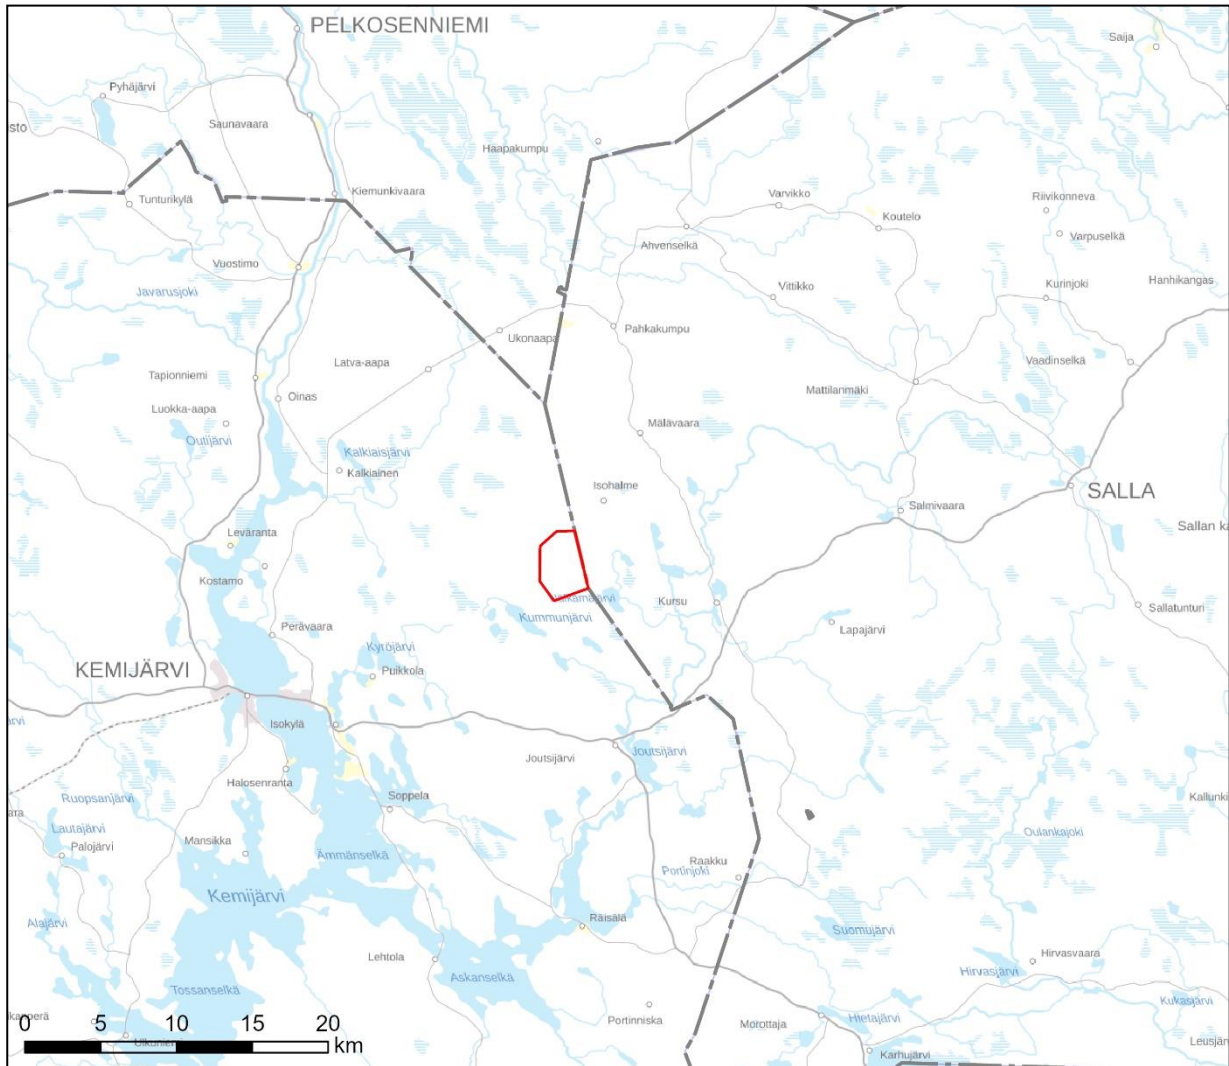 PELKOSENNIEMI
Saija
Pyhäjärvi
Saunavaara
Haapakumpu
Tunturikylä
Kiemunkivaara
Varvikko
Riivikonneva
Koutelo
Varpuselkä
Ahvenselkä
Vuostimo
Javarusjoki
Vittikko
Kurinjoki
Hanhikangas
Ukonaapa
Pahkakumpu
Latva-aapa
Vaadinselkä
Tapionniemi
Mattilanmäki
Oinas
Luokka-aapa
Outijärvi
Mälävaara
Kalkiaisjärvi
Kalkiainen
Isohalme
SALLA
Salmivaara
Sallan
Leväranta
Kostamo
Kursu
Sallatunturi
Kummunjärvi
Lapajärvi
Perävaara
Kyröjärvi
KEMIJÄRVI
Puikkola
Isokylä
Joutsijärvi
Joutsijärvi
Halosenranta
Ruopsanjärvi
Soppela
Kallunki
Lautajärvi
Oulankajoki
Mansikka
Palojärvi
Ämmänselkä
Raakku
Portinjoki
Kemijärvi
Alajärvi
Räisälä
Suomujärvi
Lehtola
Hirvasvaara
Hirvasjärvi
Askanselkä
Tossanselkä
Kukasjärvi
Portinniska
Hietajärvi
Morottaja
Karhujärvi
0 5 10 15 20
km